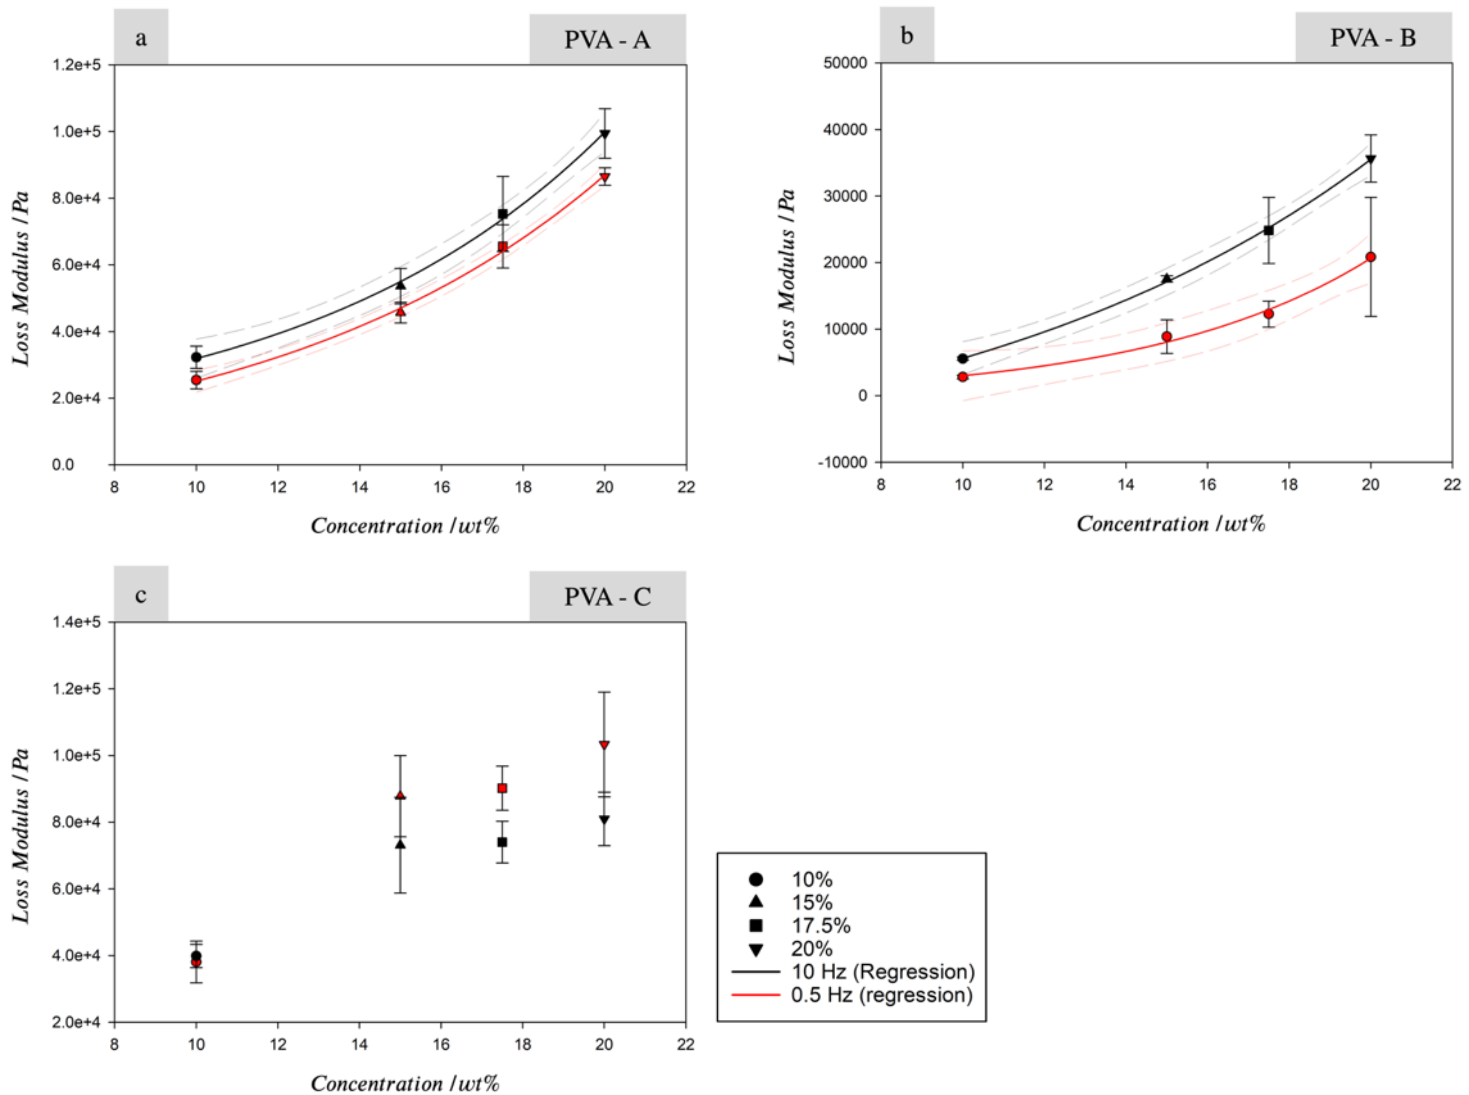 a
PVA - A
1.2e+5
1.0e+5
8.0e+4
6.0e+4
4.0e+4
2.0e+4
0.0
8 10 12 14 16 18 20 22
Loss Modulus /Pa
Concentration /wt%
b
PVA - B
50000
40000
30000
20000
10000
0
-10000
8 10 12 14 16 18 20 22
Loss Modulus /Pa
Concentration /wt%
c
PVA - C
1.4e+5
1.2e+5
1.0e+5
8.0e+4
6.0e+4
4.0e+4
2.0e+4
8 10 12 14 16 18 20 22
Loss Modulus /Pa
Concentration /wt%
10%
15%
17.5%
20%
10 Hz (Regression)
0.5 Hz (regression)